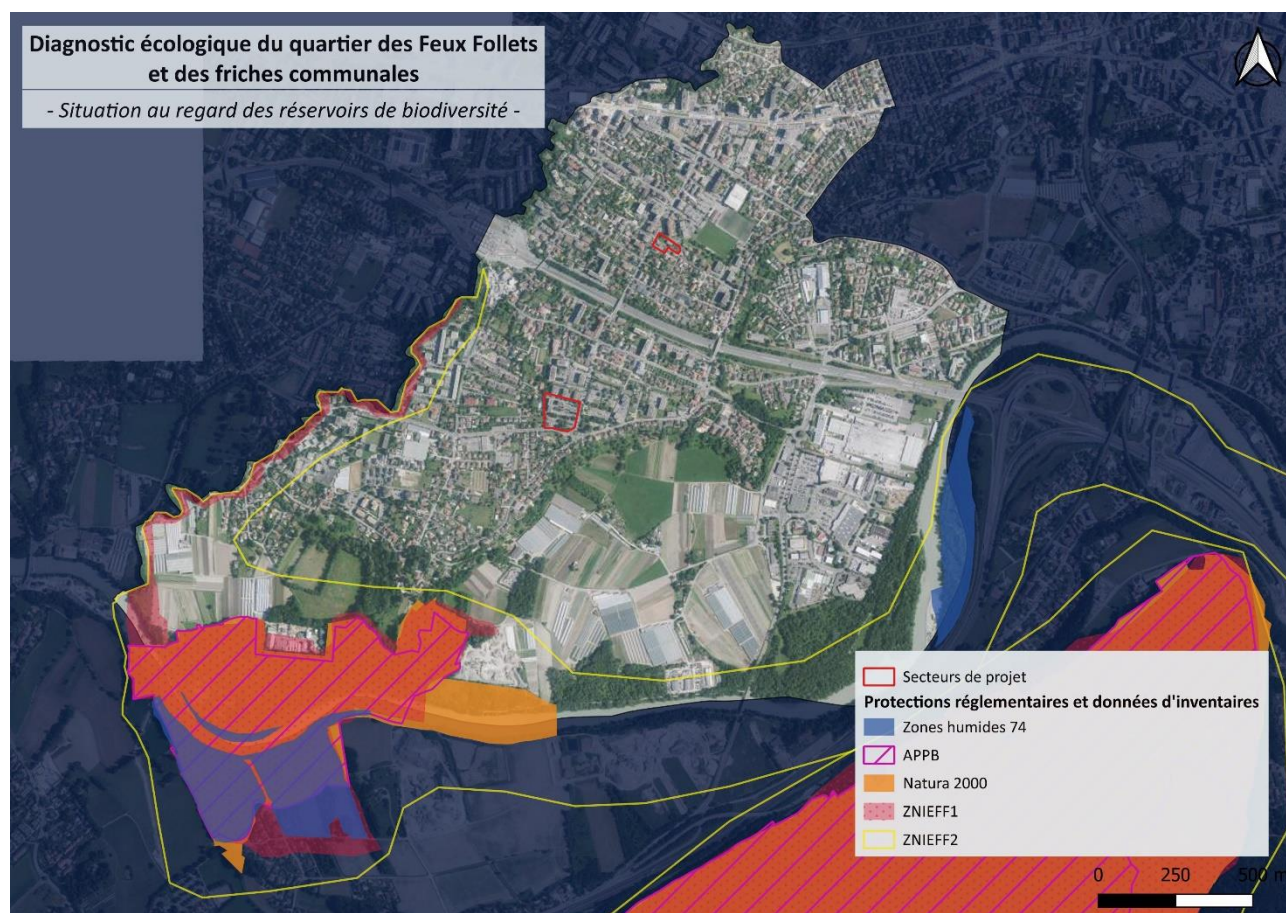 Diagnostic écologique du quartier des Feux Follets
et des friches communales
- Situation au regard des réservoirs de biodiversité -
Secteurs de projet
Protections réglementaires et données d'inventaires
Zones humides 74
APPB
Natura 2000
ZNIEFF1
ZNIEFF2
0 250 500 m